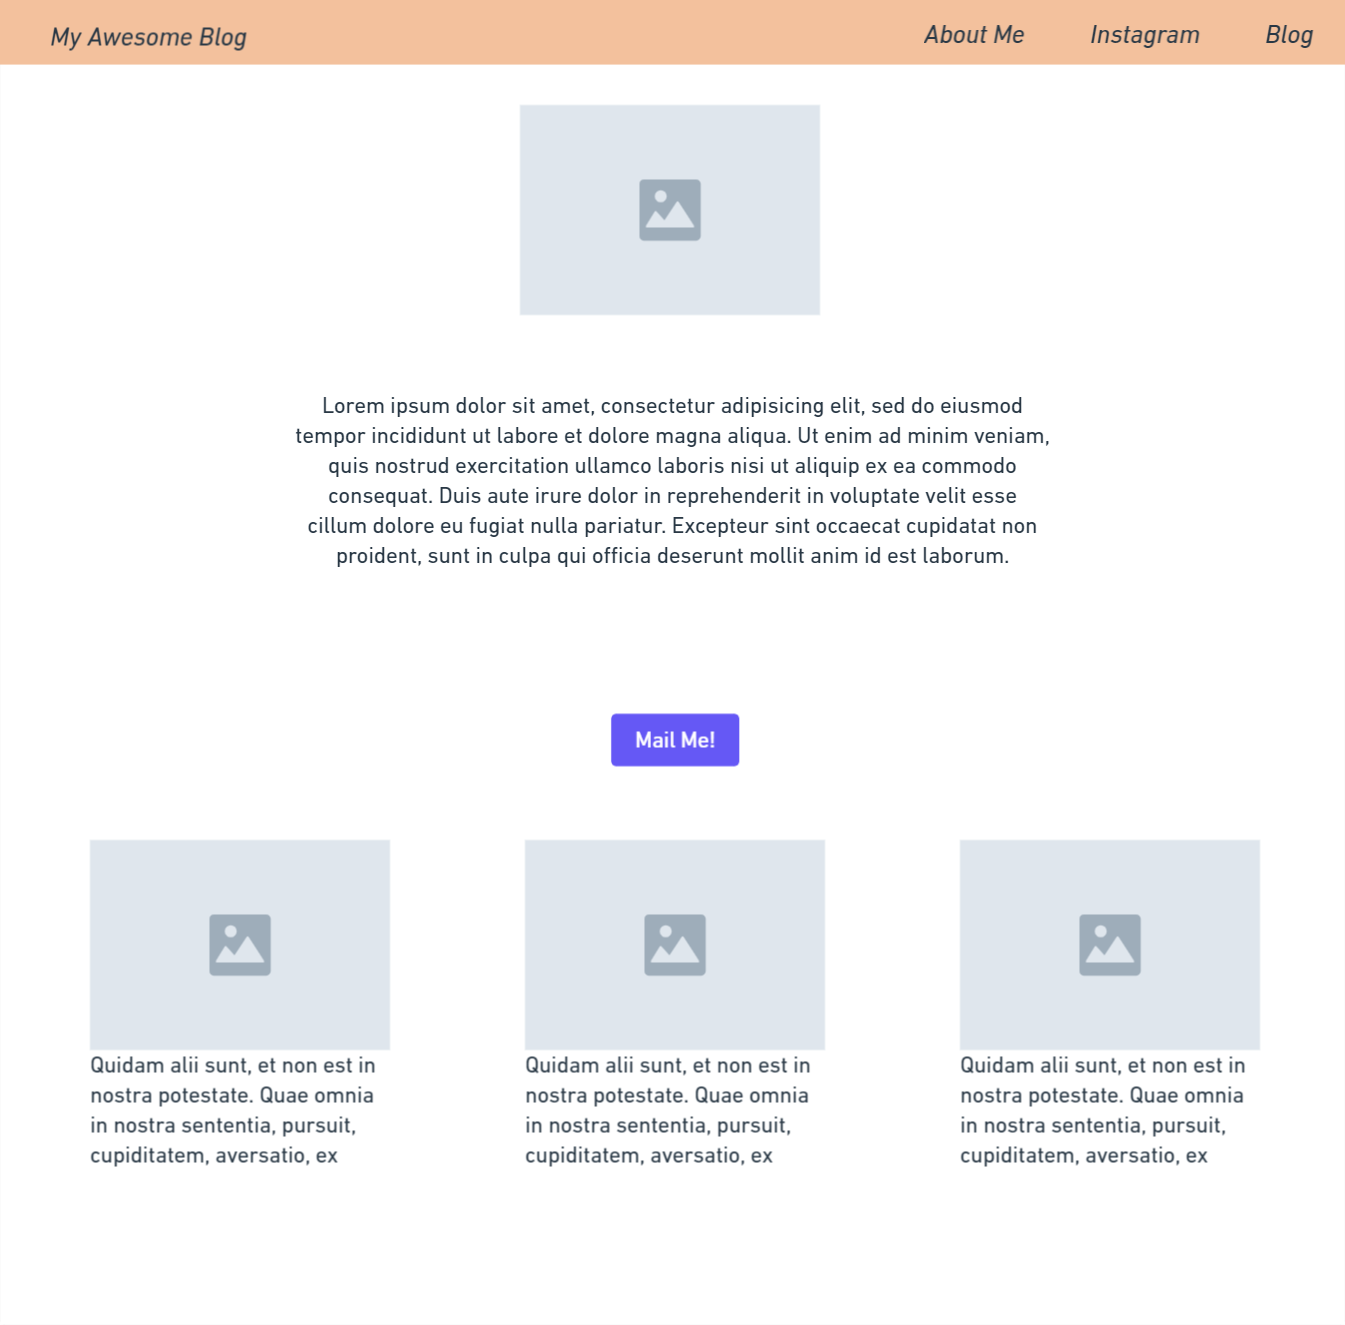 My Awesome Blog
About Me
Instagram
Blog
Lorem ipsum dolor sit amet, consectetur adipisicing elit, sed do eiusmod
tempor incididunt ut labore et dolore magna aliqua. Ut enim ad minim veniam,
quis nostrud exercitation ullamco laboris nisi ut aliquip ex ea commodo
consequat. Duis aute irure dolor in reprehenderit in voluptate velit esse
cillum dolore eu fugiat nulla pariatur. Excepteur sint occaecat cupidatat non
proident, sunt in culpa qui officia deserunt mollit anim id est laborum.
Mail Me!
Quidam alii sunt, et non est in
nostra potestate. Quae omnia
in nostra sententia, pursuit,
cupiditatem, aversatio, ex
Quidam alii sunt, et non est in
nostra potestate. Quae omnia
in nostra sententia, pursuit,
cupiditatem, aversatio, ex
Quidam alii sunt, et non est in
nostra potestate. Quae omnia
in nostra sententia, pursuit,
cupiditatem, aversatio, ex